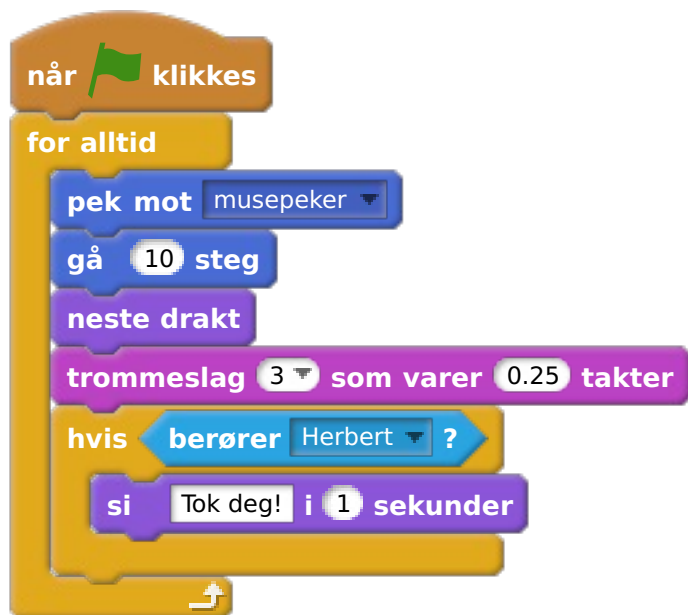 når klikkes
for alltid
pek mot musepeker
gå 10 steg
neste drakt
trommeslag 3 som varer 0.25 takter
hvis berører Herbert ?
si Tok deg! i 1 sekunder